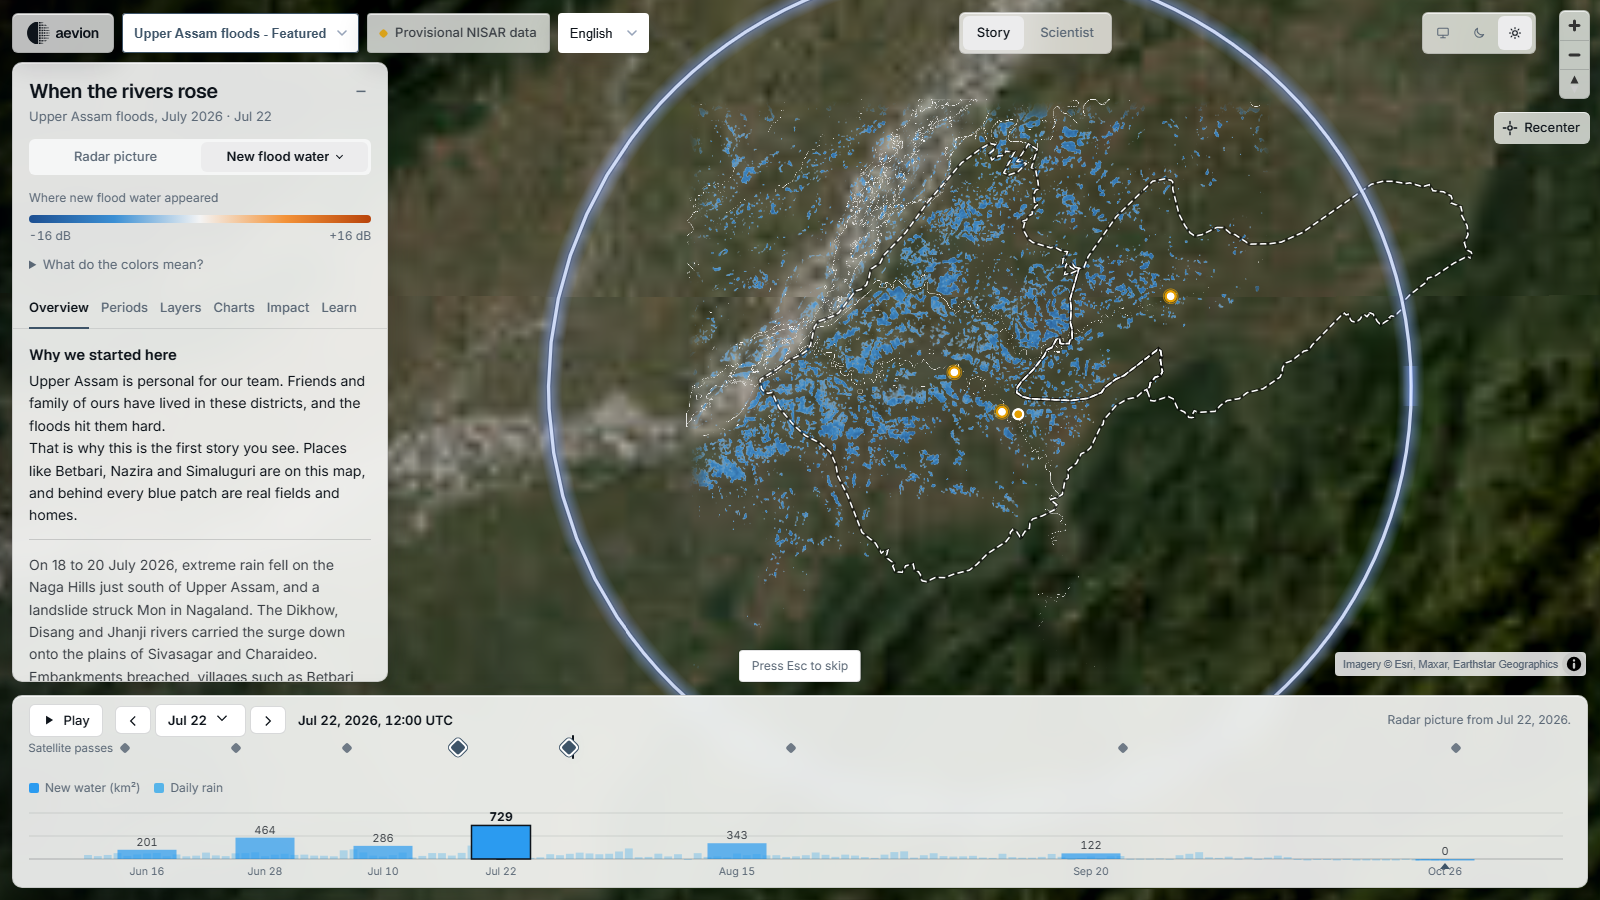 aevion
Upper Assam floods - Featured
Provisional NISAR data
English
Story
Scientist
Recenter
When the rivers rose
Upper Assam floods, July 2026 · Jul 22
Radar picture
New flood water
Where new flood water appeared
-16 dB
+16 dB
What do the colors mean?
Overview
Periods
Layers
Charts
Impact
Learn
Why we started here
Upper Assam is personal for our team. Friends and
family of ours have lived in these districts, and the
floods hit them hard.
That is why this is the first story you see. Places
like Betbari, Nazira and Simaluguri are on this map,
and behind every blue patch are real fields and
homes.
On 18 to 20 July 2026, extreme rain fell on the
Naga Hills just south of Upper Assam, and a
landslide struck Mon in Nagaland. The Dikhow,
Disang and Jhanji rivers carried the surge down
onto the plains of Sivasagar and Charaideo.
Embankments breached, villages such as Betbari
Press Esc to skip
Imagery © Esri, Maxar, Earthstar Geographics
Play
Jul 22
Jul 22, 2026, 12:00 UTC
Radar picture from Jul 22, 2026.
Satellite passes
New water (km²)
Daily rain
201
464
286
729
343
122
0
Jun 16
Jun 28
Jul 10
Jul 22
Aug 15
Sep 20
Oct 26